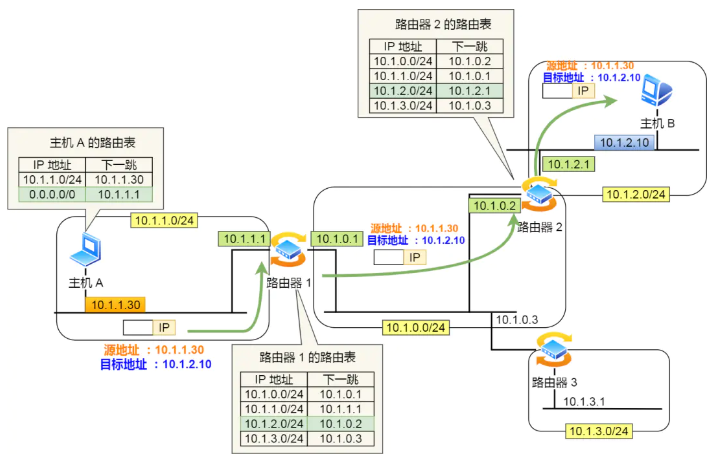 路由器 2 的路由表
IP 地址 下一跳
10.1.0.0/24 10.1.0.2
10.1.1.0/24 10.1.0.1
10.1.2.0/24 10.1.2.1
10.1.3.0/24 10.1.0.3
源地址 ：10.1.1.30
目标地址 ：10.1.2.10
IP
主机 B
10.1.2.10
10.1.2.1
10.1.2.0/24
主机 A 的路由表
IP 地址 下一跳
10.1.1.0/24 10.1.1.30
0.0.0.0/0 10.1.1.1
10.1.1.0/24
主机 A
10.1.1.30
IP
源地址 ：10.1.1.30
目标地址 ：10.1.2.10
10.1.1.1
路由器 1
10.1.0.1
源地址 ：10.1.1.30
目标地址 ：10.1.2.10
IP
10.1.0.2
路由器 2
10.1.0.0/24
10.1.0.3
路由器 1 的路由表
IP 地址 下一跳
10.1.0.0/24 10.1.0.1
10.1.1.0/24 10.1.1.1
10.1.2.0/24 10.1.0.2
10.1.3.0/24 10.1.0.3
路由器 3
10.1.3.1
10.1.3.0/24